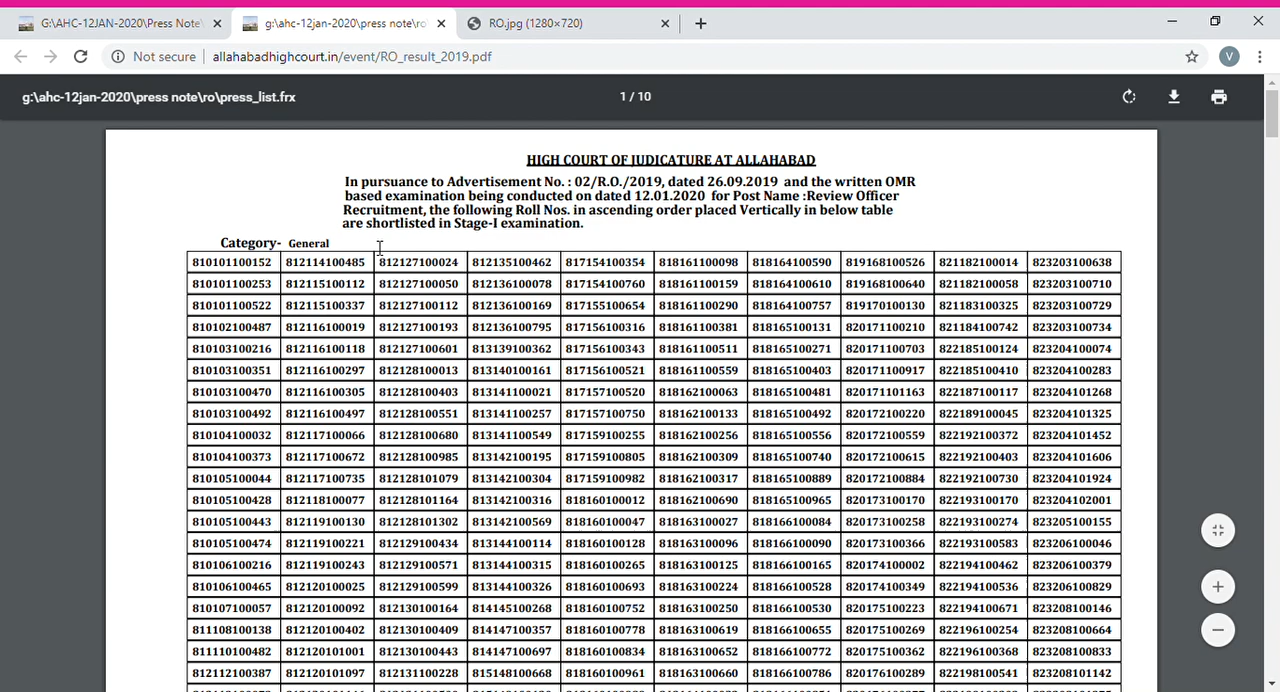 G:\AHC-12JAN-2020\Press Note\
g:\ahc-12jan-2020\press note\ro\
RO.jpg (1280×720)
Not secure
allahabadhighcourt.in/event/RO_result_2019.pdf
V
g:\ahc-12jan-2020\press note\ro\press_list.frx
1 / 10
HIGH COURT OF JUDICATURE AT ALLAHABAD
In pursuance to Advertisement No. : 02/R.O./2019, dated 26.09.2019 and the written OMR
based examination being conducted on dated 12.01.2020 for Post Name :Review Officer
Recruitment, the following Roll Nos. in ascending order placed Vertically in below table
are shortlisted in Stage-I examination.
Category- General
810101100152 812114100485 812127100024 812135100462 817154100354 818161100098 818164100590 819168100526 821182100014 823203100638
810101100253 812115100112 812127100050 812136100078 817154100760 818161100159 818164100610 819168100640 821182100058 823203100710
810101100522 812115100337 812127100112 812136100169 817155100654 818161100290 818164100757 819170100130 821183100325 823203100729
810102100487 812116100019 812127100193 812136100795 817156100316 818161100381 818165100131 820171100210 821184100742 823203100734
810103100216 812116100118 812127100601 813139100362 817156100343 818161100511 818165100271 820171100703 822185100124 823204100074
810103100351 812116100297 812128100013 813140100161 817156100521 818161100559 818165100403 820171100917 822185100410 823204100283
810103100470 812116100305 812128100403 813141100021 817157100520 818162100063 818165100481 820171101163 822187100117 823204101268
810103100492 812116100497 812128100551 813141100257 817157100750 818162100133 818165100492 820172100220 822189100045 823204101325
810104100032 812117100066 812128100680 813141100549 817159100255 818162100256 818165100556 820172100559 822192100372 823204101452
810104100373 812117100672 812128100985 813142100195 817159100805 818162100309 818165100740 820172100615 822192100403 823204101606
810105100044 812117100735 812128101079 813142100304 817159100982 818162100317 818165100889 820172100884 822192100730 823204101924
810105100428 812118100077 812128101164 813142100316 818160100012 818162100690 818165100965 820173100170 822193100170 823204102001
810105100443 812119100130 812128101302 813142100569 818160100047 818163100027 818166100084 820173100258 822193100274 823205100155
810105100474 812119100221 812129100434 813144100114 818160100128 818163100096 818166100090 820173100366 822193100583 823206100046
810106100216 812119100243 812129100571 813144100315 818160100265 818163100125 818166100165 820174100002 822194100462 823206100379
810106100465 812120100025 812129100599 813144100326 818160100693 818163100224 818166100528 820174100349 822194100536 823206100829
810107100057 812120100092 812130100164 814145100268 818160100752 818163100250 818166100530 820175100223 822194100671 823208100146
811108100138 812120100402 812130100409 814147100357 818160100778 818163100619 818166100655 820175100269 822196100254 823208100664
811110100482 812120101001 812130100443 814147100697 818160100834 818163100652 818166100772 820175100362 822196100368 823208100833
812112100387 812120101097 812131100228 815148100668 818160100961 818163100660 818166100786 820176100289 822198100541 823208101142